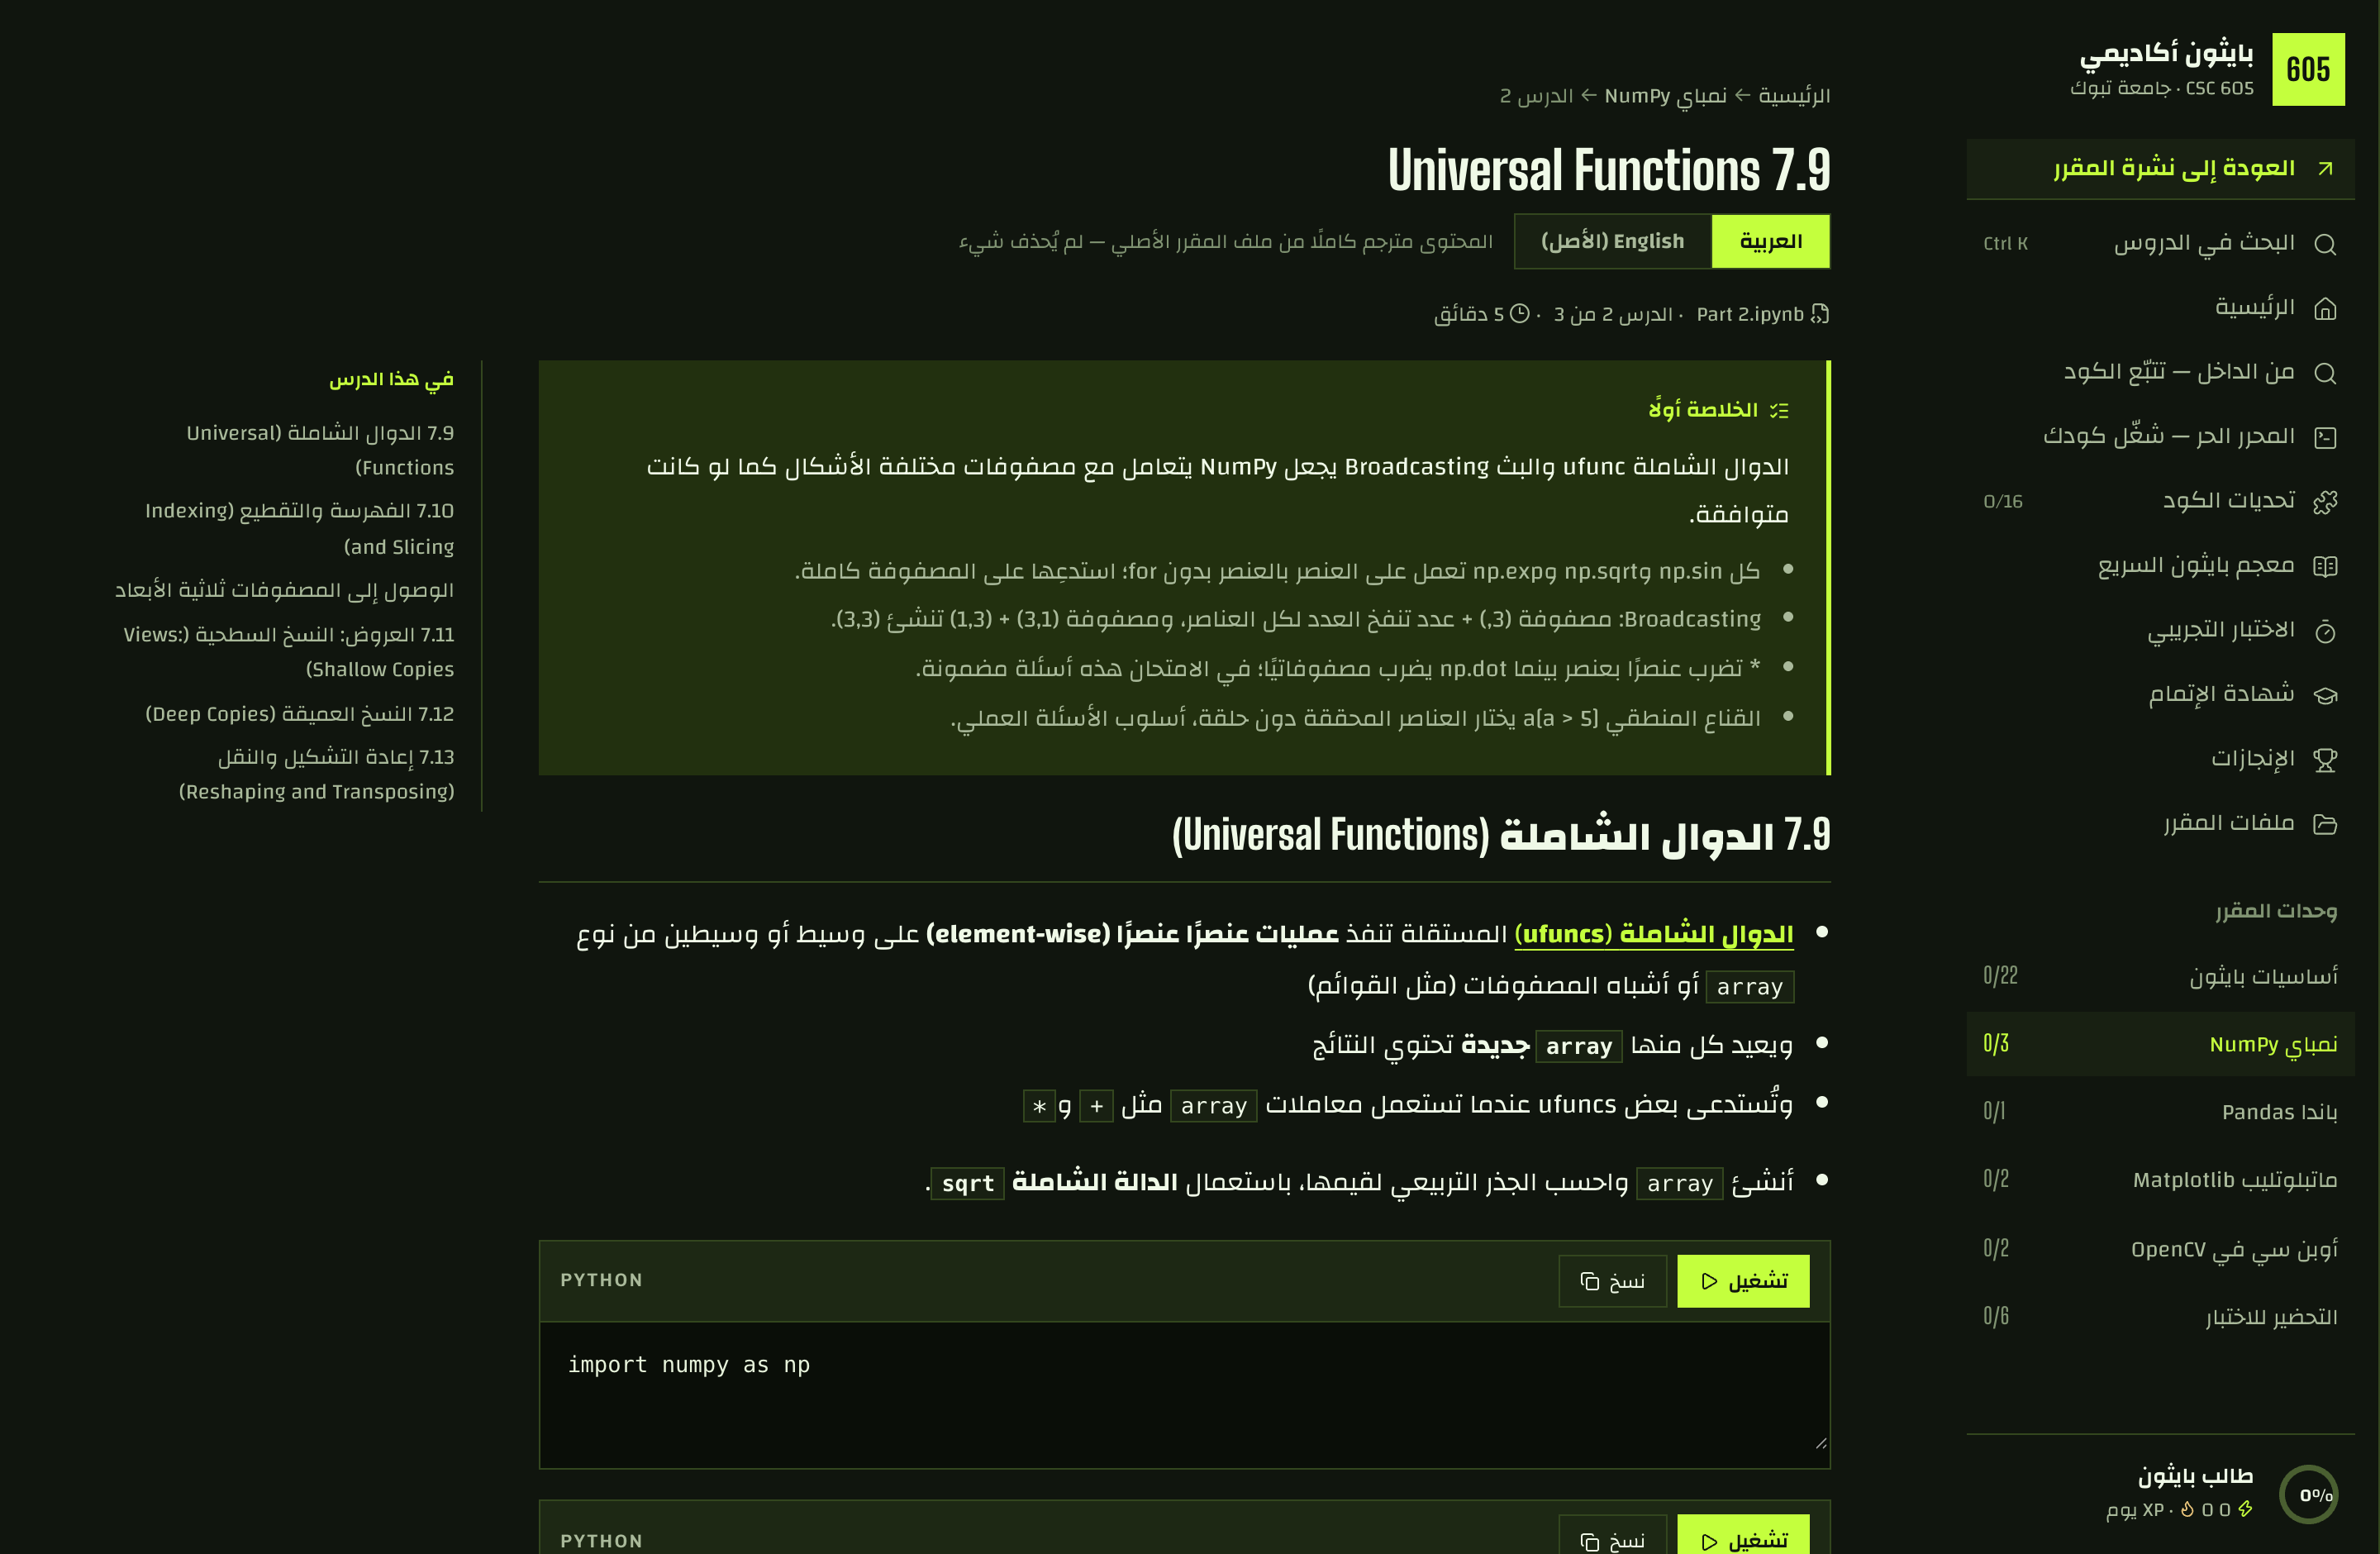 605
بايثون أكاديمي
CSC 605 · جامعة تبوك
العودة إلى نشرة المقرر
البحث في الدروس Ctrl K
الرئيسية
من الداخل — تتبّع الكود
المحرر الحر — شغّل كودك
تحديات الكود 0/16
معجم بايثون السريع
الاختبار التجريبي
شهادة الإتمام
الإنجازات
ملفات المقرر
وحدات المقرر
أساسيات بايثون 0/22
نمباي NumPy 0/3
باندا Pandas 0/1
ماتبلوتليب Matplotlib 0/2
أوبن سي في OpenCV 0/2
التحضير للاختبار 0/6
0%
طالب بايثون
0 0 XP · يوم
الرئيسية ← نمباي NumPy ← الدرس 2
Universal Functions 7.9
العربية English (الأصل) المحتوى مترجم كاملًا من ملف المقرر الأصلي — لم يُحذف شيء
Part 2.ipynb · الدرس 2 من 3 · 5 دقائق
الخلاصة أولًا
الدوال الشاملة ufunc والبث Broadcasting يجعل NumPy يتعامل مع مصفوفات مختلفة الأشكال كما لو كانت
متوافقة.
كل np.sin وnp.sqrt وnp.exp تعمل على العنصر بالعنصر بدون for؛ استدعِها على المصفوفة كاملة.
Broadcasting: مصفوفة (3,) + عدد تنفخ العدد لكل العناصر، ومصفوفة (3,1) + (1,3) تنشئ (3,3).
* تضرب عنصرًا بعنصر بينما np.dot يضرب مصفوفاتيًا؛ في الامتحان هذه أسئلة مضمونة.
القناع المنطقي a[a > 5] يختار العناصر المحققة دون حلقة، أسلوب الأسئلة العملي.
7.9 الدوال الشاملة (Universal Functions)
الدوال الشاملة (ufuncs) المستقلة تنفذ عمليات عنصرًا عنصرًا (element-wise) على وسيط أو وسيطين من نوع
array أو أشباه المصفوفات (مثل القوائم)
ويعيد كل منها array جديدة تحتوي النتائج
وتُستدعى بعض ufuncs عندما تستعمل معاملات array مثل + و *
أنشئ array واحسب الجذر التربيعي لقيمها، باستعمال الدالة الشاملة sqrt.
تشغيل نسخ PYTHON
import numpy as np
تشغيل نسخ PYTHON
في هذا الدرس
7.9 الدوال الشاملة (Universal
Functions)
7.10 الفهرسة والتقطيع (Indexing
and Slicing)
الوصول إلى المصفوفات ثلاثية الأبعاد
7.11 العروض: النسخ السطحية (Views:
Shallow Copies)
7.12 النسخ العميقة (Deep Copies)
7.13 إعادة التشكيل والنقل
(Reshaping and Transposing)